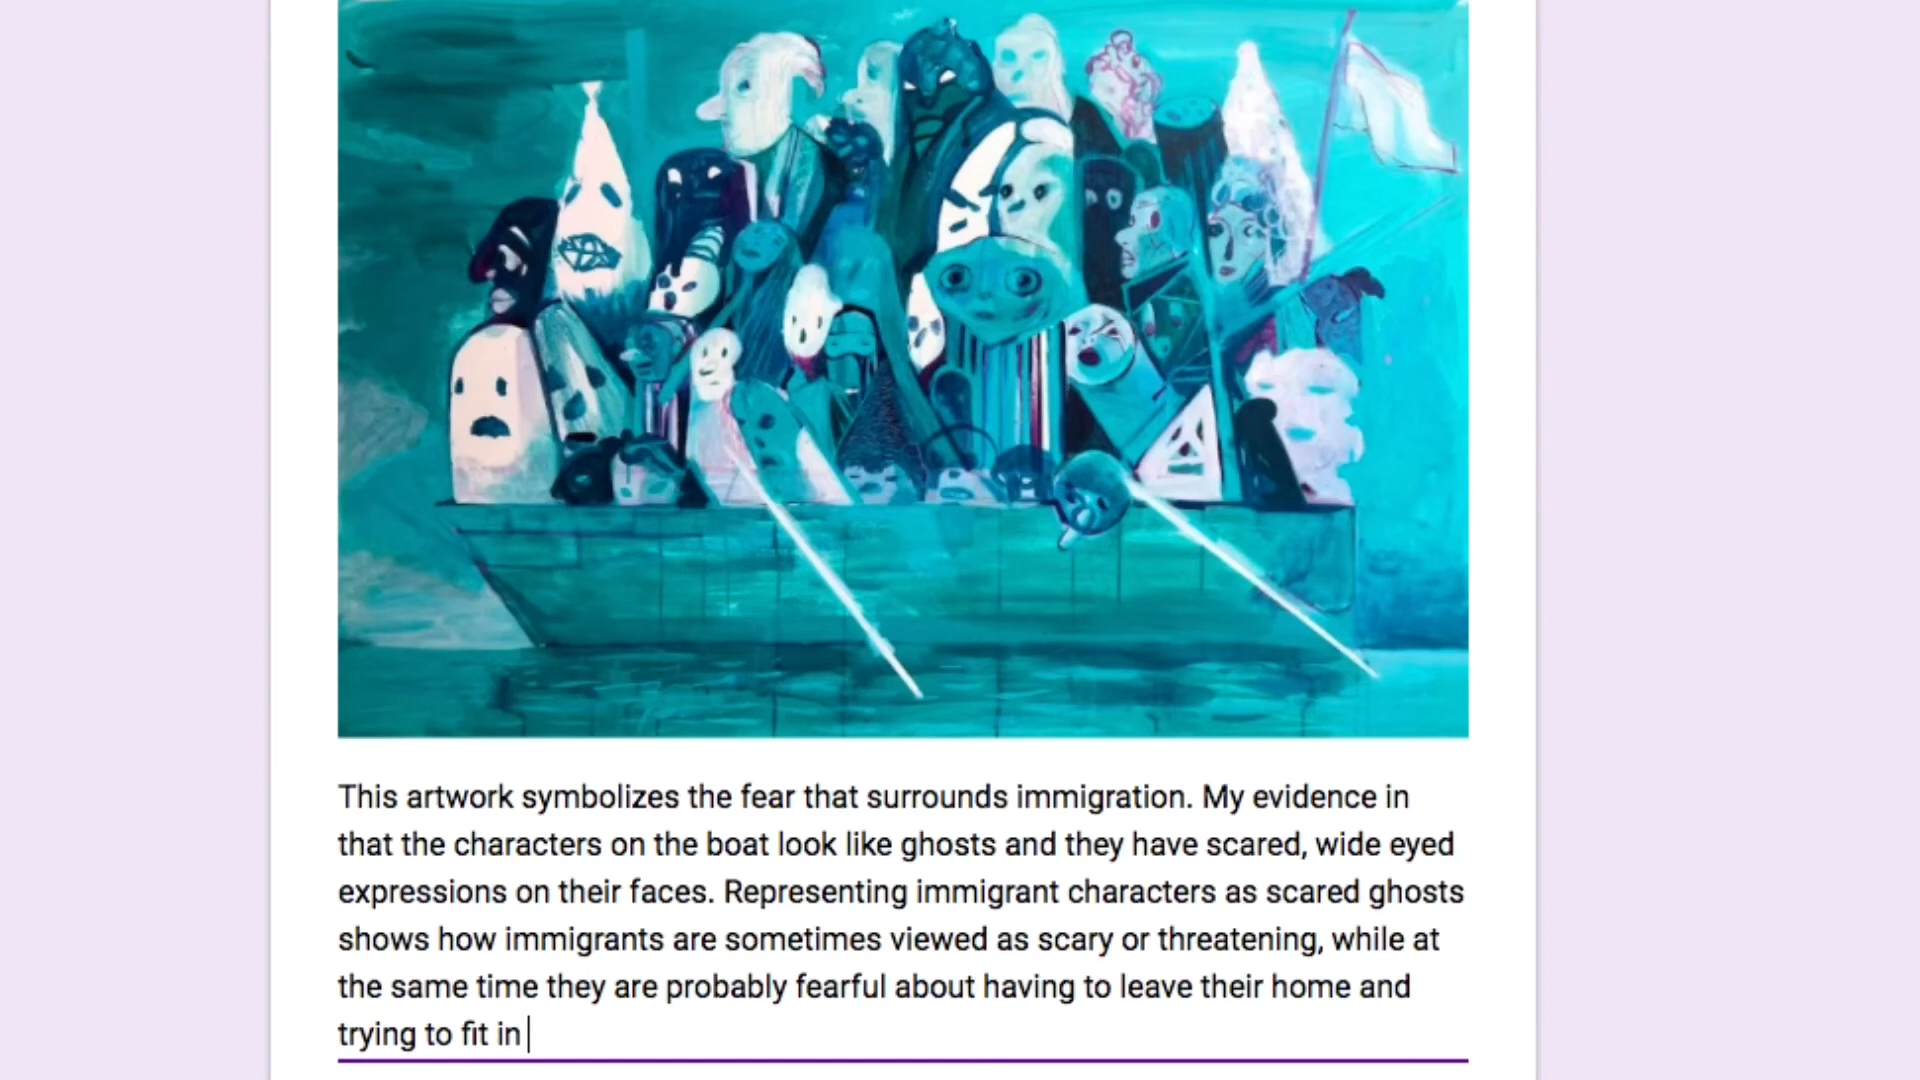 This artwork symbolizes the fear that surrounds immigration. My evidence in
that the characters on the boat look like ghosts and they have scared, wide eyed
expressions on their faces. Representing immigrant characters as scared ghosts
shows how immigrants are sometimes viewed as scary or threatening, while at
the same time they are probably fearful about having to leave their home and
trying to fit in